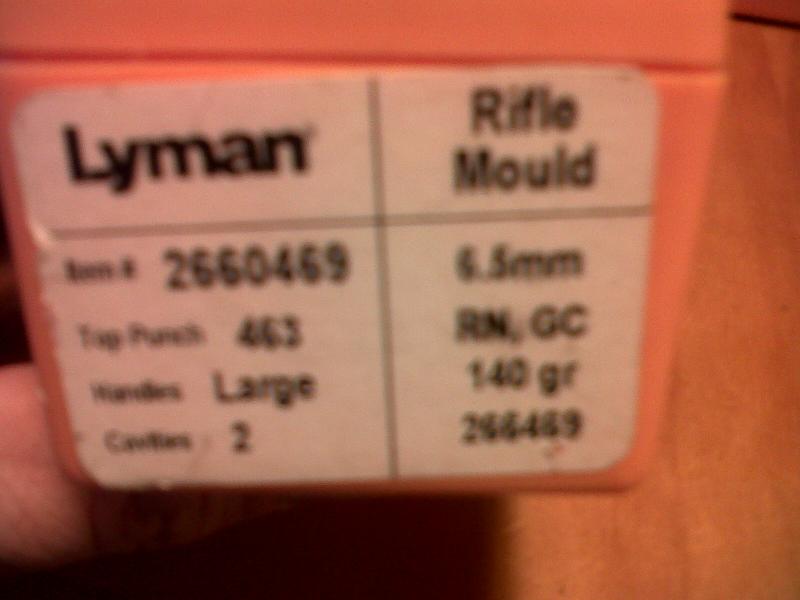 Lyman
Rifle
Mould
Item # 2660469
6.5mm
Top Punch 463
RN, GC
Handles Large
140 gr
Cavities 2
266469